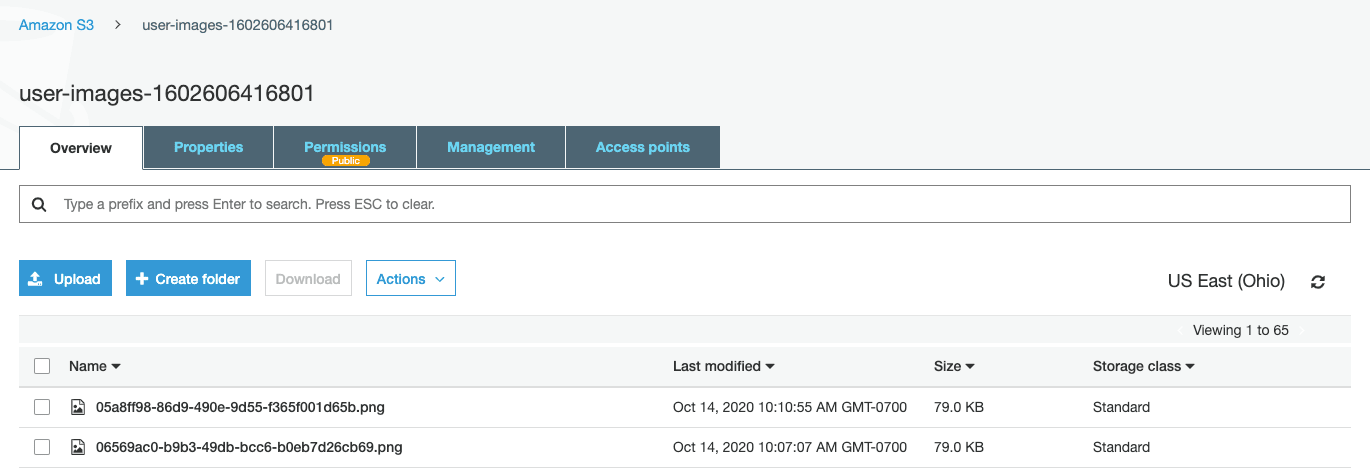 Amazon S3 > user-images-1602606416801
user-images-1602606416801
Overview Properties Permissions Management Access points
Public
Type a prefix and press Enter to search. Press ESC to clear.
Upload + Create folder Download Actions US East (Ohio)
Viewing 1 to 65
Name Last modified Size Storage class
05a8ff98-86d9-490e-9d55-f365f001d65b.png Oct 14, 2020 10:10:55 AM GMT-0700 79.0 KB Standard
06569ac0-b9b3-49db-bcc6-b0eb7d26cb69.png Oct 14, 2020 10:07:07 AM GMT-0700 79.0 KB Standard